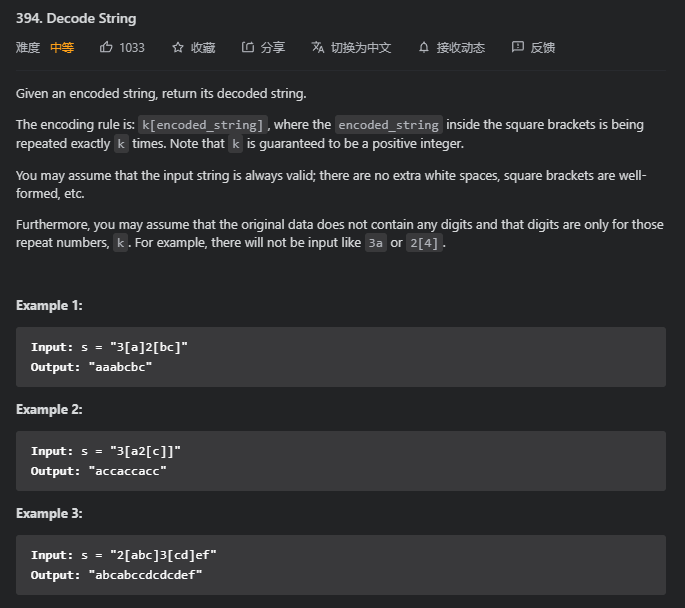 394. Decode String
难度 中等 1033 收藏 分享 切换为中文 接收动态 反馈
Given an encoded string, return its decoded string.
The encoding rule is: k[encoded_string], where the encoded_string inside the square brackets is being
repeated exactly k times. Note that k is guaranteed to be a positive integer.
You may assume that the input string is always valid; there are no extra white spaces, square brackets are well-
formed, etc.
Furthermore, you may assume that the original data does not contain any digits and that digits are only for those
repeat numbers, k. For example, there will not be input like 3a or 2[4].
Example 1:
Input: s = "3[a]2[bc]"
Output: "aaabcbc"
Example 2:
Input: s = "3[a2[c]]"
Output: "accaccacc"
Example 3:
Input: s = "2[abc]3[cd]ef"
Output: "abcabccdcdcdef"